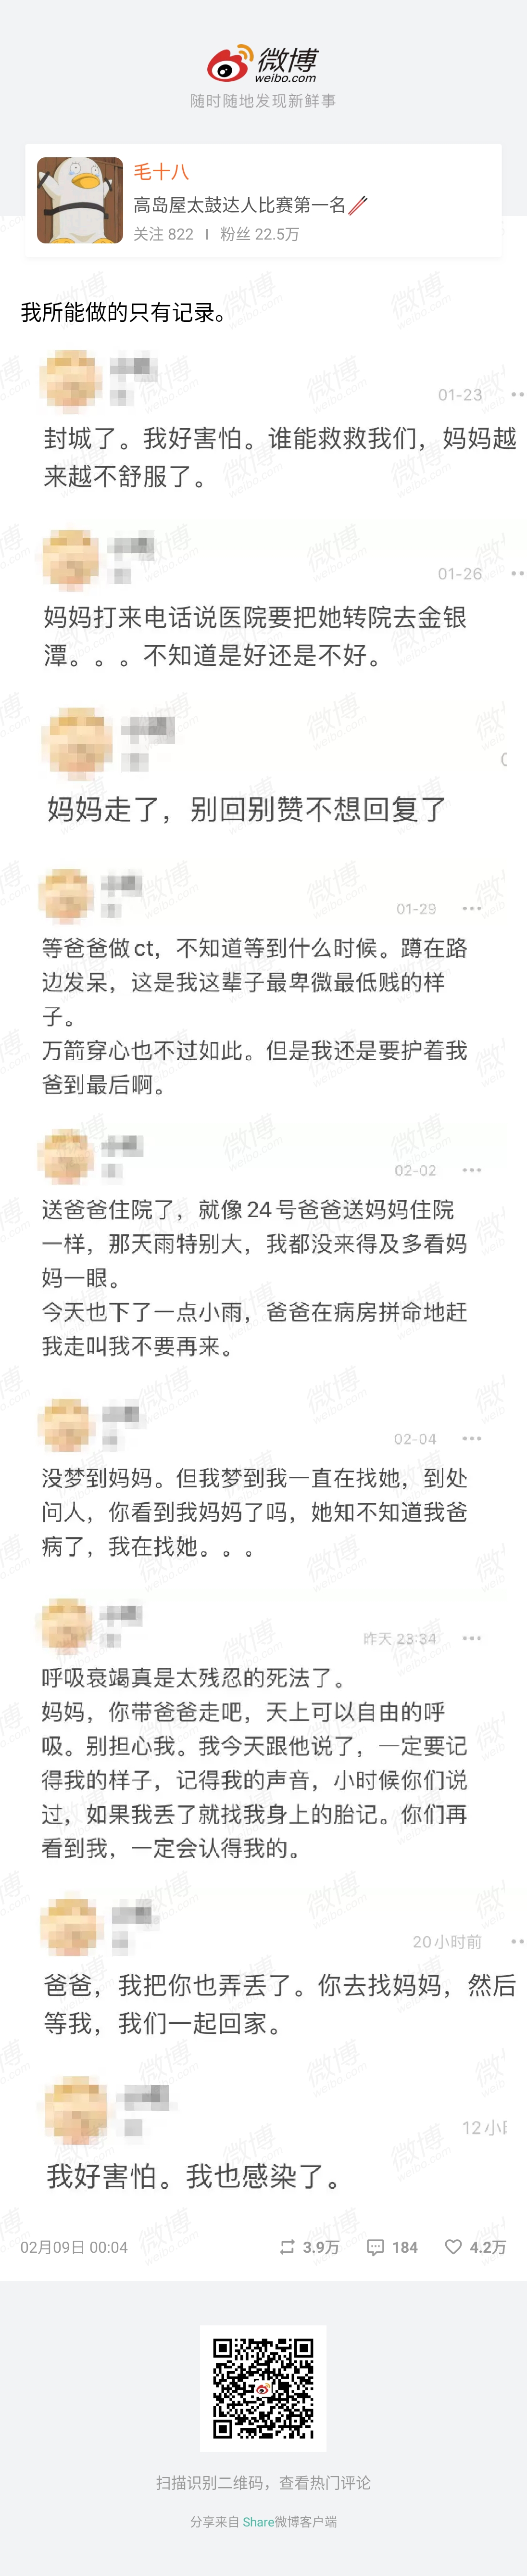 微博
weibo.com
随时随地发现新鲜事
毛十八
高岛屋太鼓达人比赛第一名
关注 822 | 粉丝 22.5万
我所能做的只有记录。
01-23
封城了。我好害怕。谁能救救我们，妈妈越
来越不舒服了。
01-26
妈妈打来电话说医院要把她转院去金银
潭。。。不知道是好还是不好。
妈妈走了，别回别赞不想回复了
01-29
等爸爸做ct，不知道等到什么时候。蹲在路
边发呆，这是我这辈子最卑微最低贱的样
子。
万箭穿心也不过如此。但是我还是要护着我
爸到最后啊。
02-02
送爸爸住院了，就像24号爸爸送妈妈住院
一样，那天雨特别大，我都没来得及多看妈
妈一眼。
今天也下了一点小雨，爸爸在病房拼命地赶
我走叫我不要再来。
02-04
没梦到妈妈。但我梦到我一直在找她，到处
问人，你看到我妈妈了吗，她知不知道我爸
病了，我在找她。。。
昨天 23:34
呼吸衰竭真是太残忍的死法了。
妈妈，你带爸爸走吧，天上可以自由的呼
吸。别担心我。我今天跟他说了，一定要记
得我的样子，记得我的声音，小时候你们说
过，如果我丢了就找我身上的胎记。你们再
看到我，一定会认得我的。
20小时前
爸爸，我把你也弄丢了。你去找妈妈，然后
等我，我们一起回家。
12小
我好害怕。我也感染了。
02月09日 00:04 3.9万 184 4.2万
扫描识别二维码，查看热门评论
分享来自 Share微博客户端